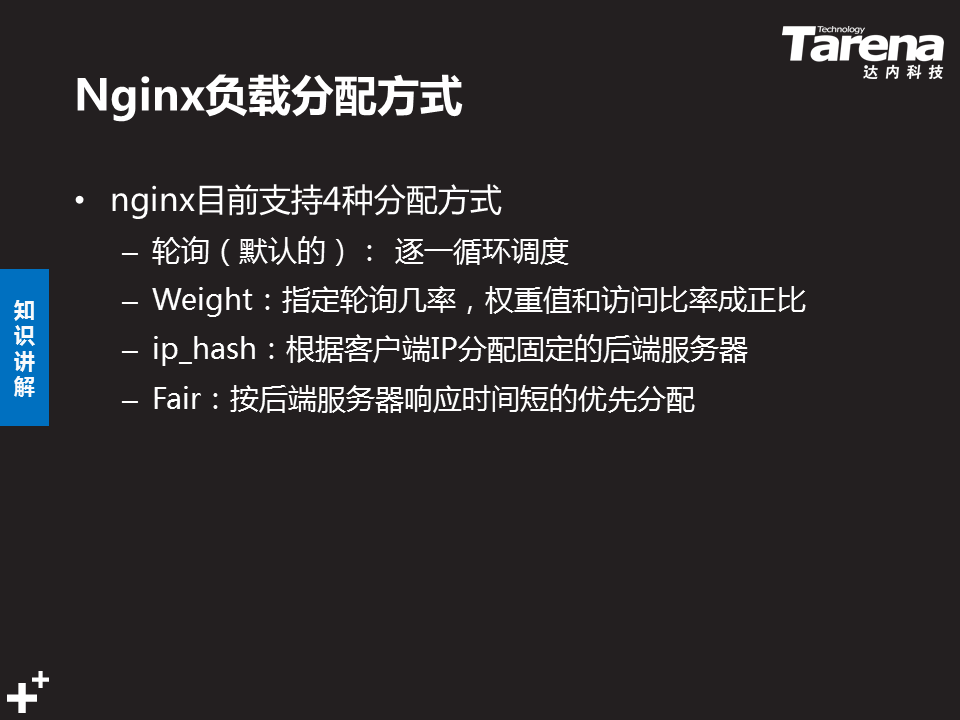 Technology
Tarena
达内科技
Nginx负载分配方式
• nginx目前支持4种分配方式
– 轮询（默认的）： 逐一循环调度
– Weight：指定轮询几率，权重值和访问比率成正比
– ip_hash：根据客户端IP分配固定的后端服务器
– Fair：按后端服务器响应时间短的优先分配
知识讲解